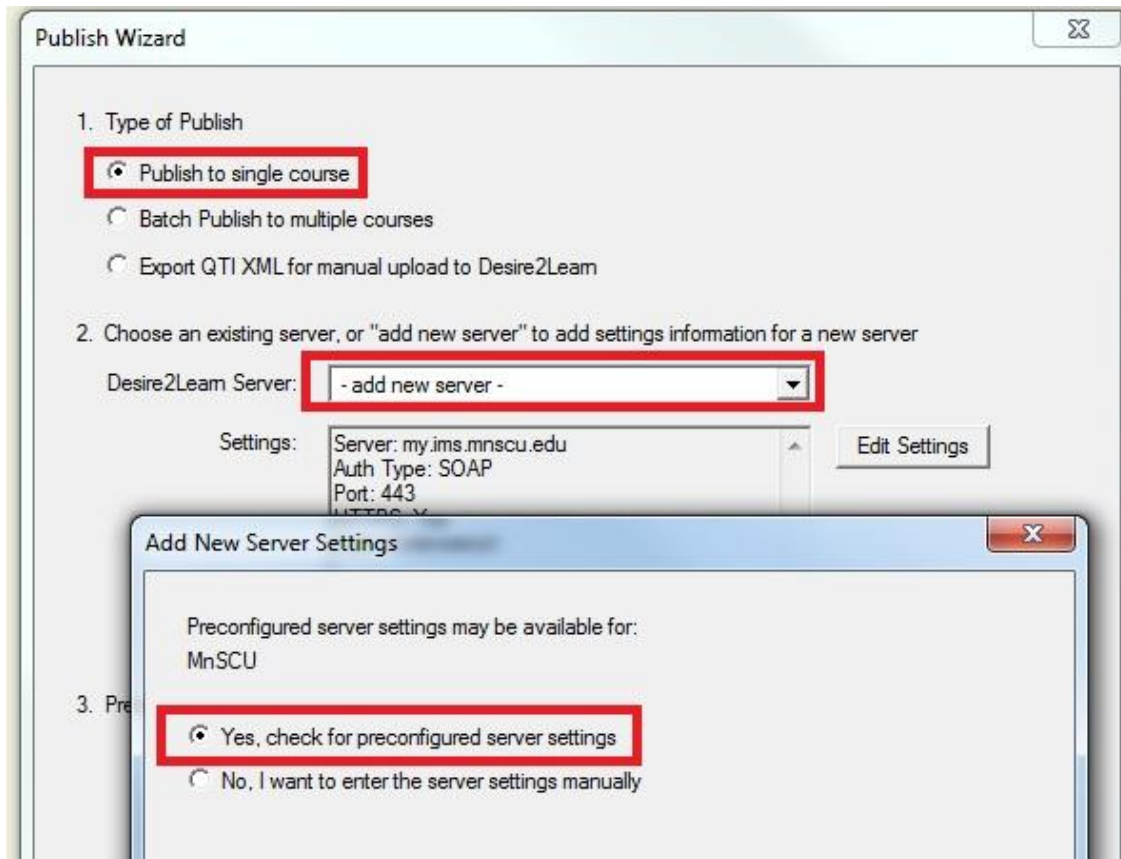 Publish Wizard
1. Type of Publish
Publish to single course
Batch Publish to multiple courses
Export QTI XML for manual upload to Desire2Learn
2. Choose an existing server, or "add new server" to add settings information for a new server
Desire2Learn Server:
- add new server -
Settings:
Server: my.ims.mnscu.edu
Auth Type: SOAP
Port: 443
Edit Settings
Add New Server Settings
Preconfigured server settings may be available for:
MnSCU
3. Pre
Yes, check for preconfigured server settings
No, I want to enter the server settings manually